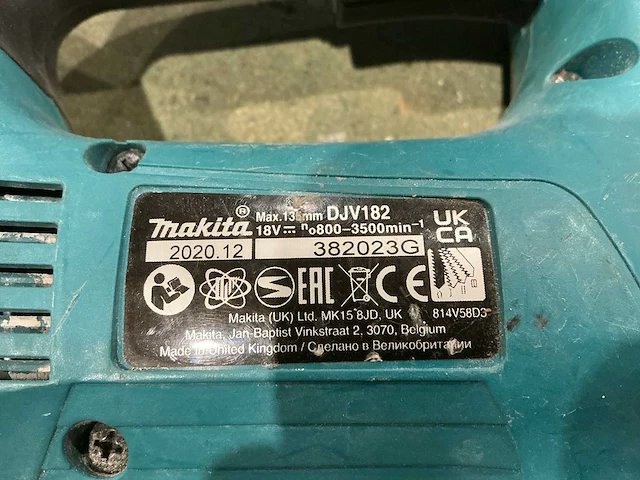 makita® Max.135mm DJV182
18V⎓ n₀800-3500min⁻¹
UK
CA
2020.12 382023G
EAC CE
B
Makita (UK) Ltd. MK15 8JD, UK 814V58D3
Makita, Jan-Baptist Vinkstraat 2, 3070, Belgium
Made in United Kingdom / Сделано в Великобритании